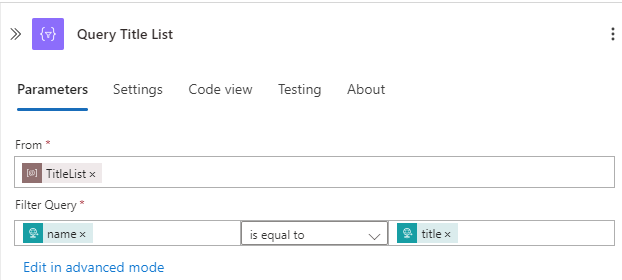 Query Title List
Parameters Settings Code view Testing About
From *
TitleList ×
Filter Query *
name × is equal to title ×
Edit in advanced mode